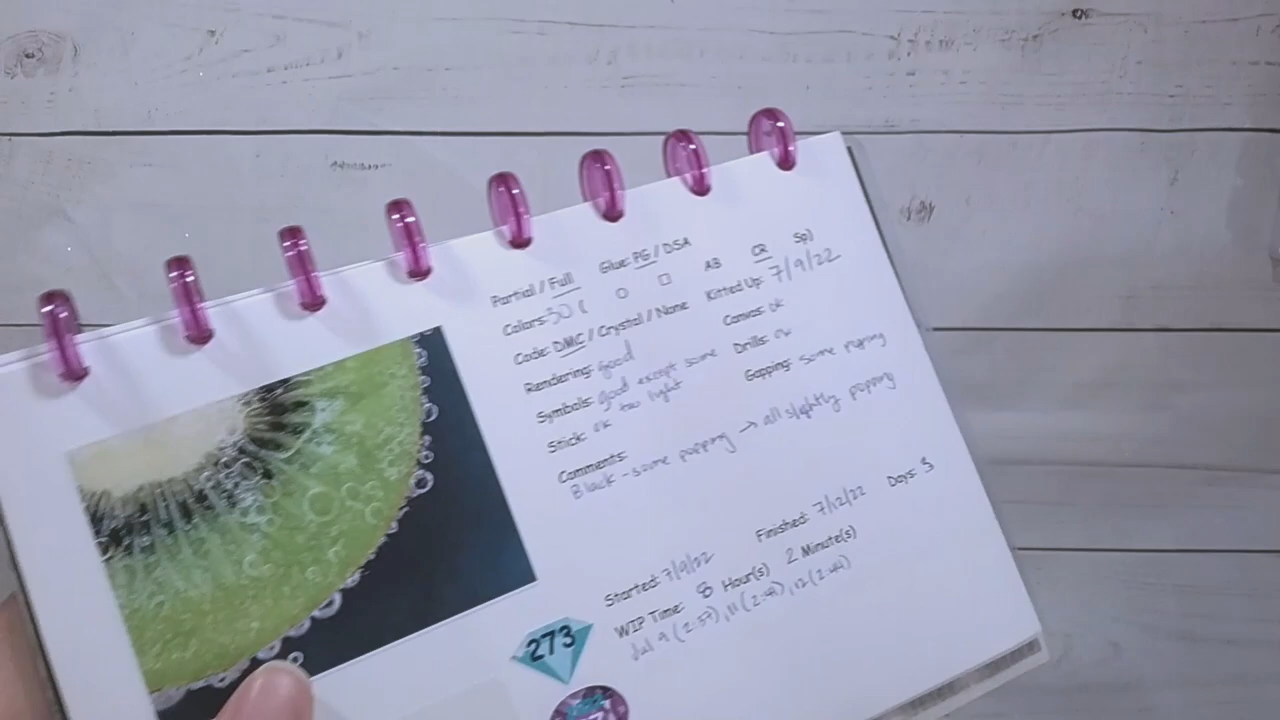 Partial / Full Glue: PG / DSA
Colors: 30 AB CR Sp)
Code: DMC / Crystal / None Kitted Up: 7/9/22
Rendering: good Canvas: ok
Symbols: good except some too light Drills: ok
Stick: ok Gapping: some popping
Comments:
Black - some popping → all slightly popping
Started: 7/9/22 Finished: 7/12/22 Days: 3
WIP Time: 8 Hour(s) 2 Minute(s)
Jul 9 (2:57), 11 (2:41), 12 (2:44)
273